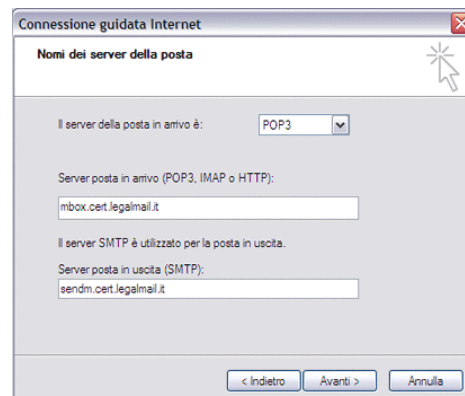 Connessione guidata Internet
Nomi dei server della posta
Il server della posta in arrivo è: POP3
Server posta in arrivo (POP3, IMAP o HTTP):
mbox.cert.legalmail.it
Il server SMTP è utilizzato per la posta in uscita.
Server posta in uscita (SMTP):
sendm.cert.legalmail.it
< Indietro Avanti > Annulla